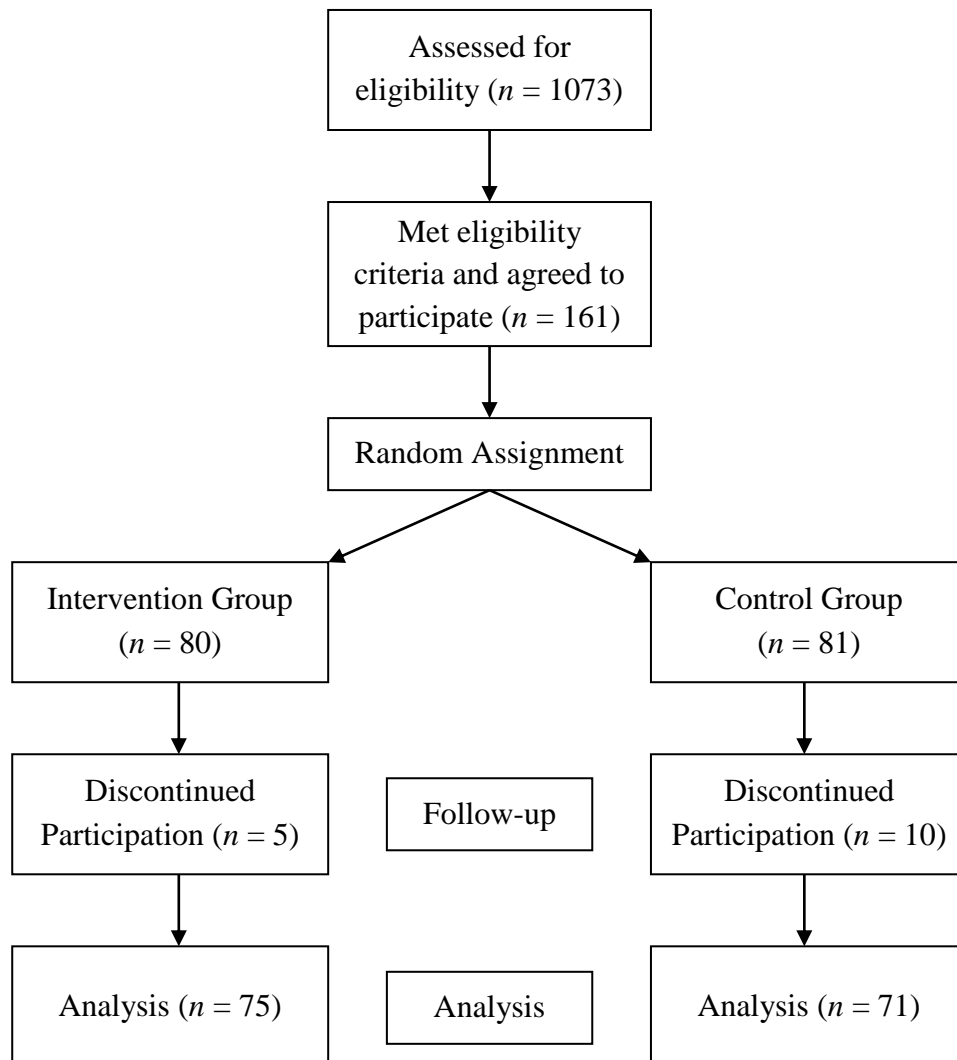 Assessed for
eligibility (n = 1073)
Met eligibility
criteria and agreed to
participate (n = 161)
Random Assignment
Intervention Group
(n = 80)
Control Group
(n = 81)
Discontinued
Participation (n = 5)
Follow-up
Discontinued
Participation (n = 10)
Analysis (n = 75)
Analysis
Analysis (n = 71)